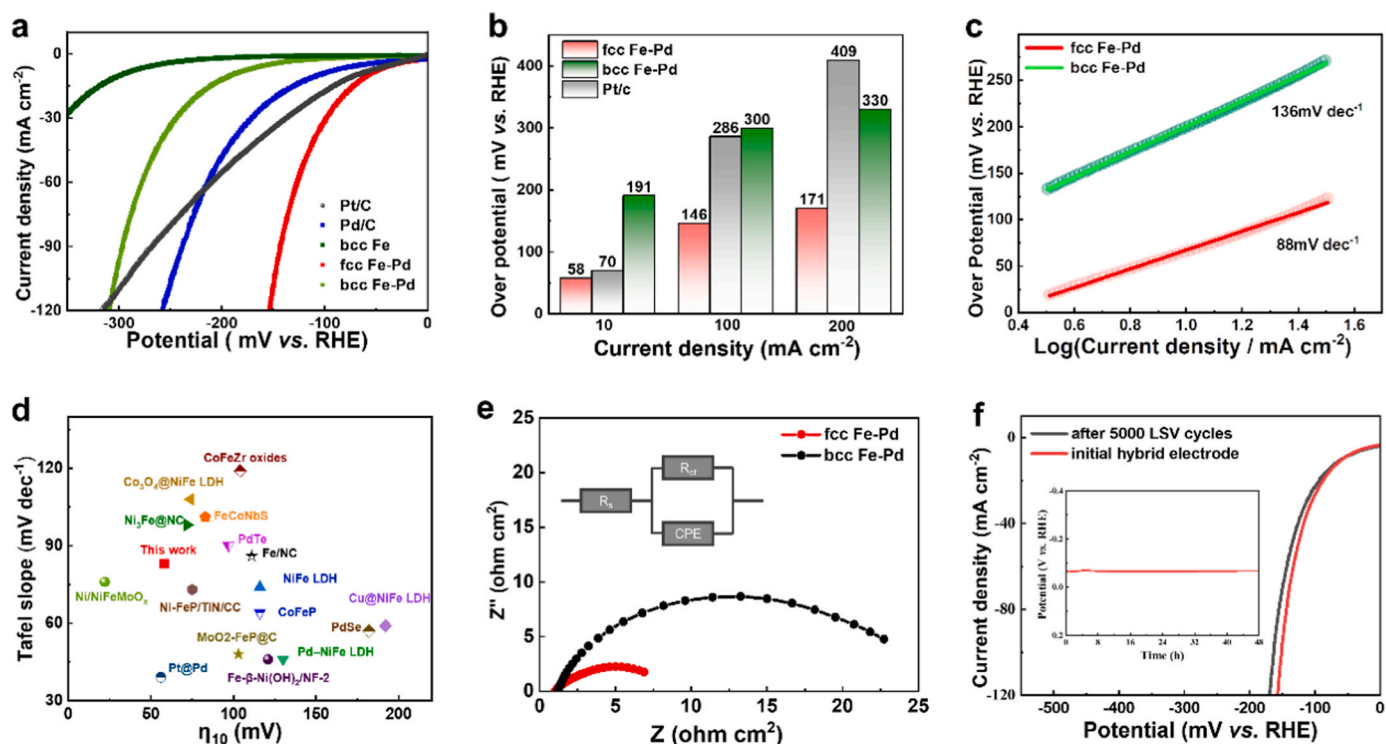 a
Current density (mA cm⁻²)
0
-30
-60
-90
-120
-300
-200
-100
0
Potential ( mV vs. RHE)
Pt/C
Pd/C
bcc Fe
fcc Fe-Pd
bcc Fe-Pd
b
Over potential ( mV vs. RHE)
400
300
200
100
0
fcc Fe-Pd
bcc Fe-Pd
Pt/c
58
70
191
146
286
300
171
409
330
10
100
200
Current density (mA cm⁻²)
c
Over Potential (mV vs. RHE)
250
200
150
100
50
0
fcc Fe-Pd
bcc Fe-Pd
136mV dec⁻¹
88mV dec⁻¹
0.4
0.6
0.8
1.0
1.2
1.4
1.6
Log(Current density / mA cm⁻²)
d
Tafel slope (mV dec⁻¹)
120
90
60
30
CoFeZr oxides
Co₃O₄@NiFe LDH
FeCoNbS
Ni₃Fe@NC
PdTe
This work
Fe/NC
Ni/NiFeMoOₓ
NiFe LDH
Ni-FeP/TiN/CC
Cu@NiFe LDH
CoFeP
PdSe
MoO2-FeP@C
Pt@Pd
Pd–NiFe LDH
Fe-β-Ni(OH)₂/NF-2
0
50
100
150
200
η₁₀ (mV)
e
Z'' (ohm cm²)
25
20
15
10
5
0
fcc Fe-Pd
bcc Fe-Pd
Rₛ
R_ct
CPE
0
5
10
15
20
25
Z (ohm cm²)
f
Current density (mA cm⁻²)
0
-40
-80
-120
after 5000 LSV cycles
initial hybrid electrode
Potential (V vs. RHE)
-0.4
-0.2
0.0
0.2
0
12
24
36
48
Time (h)
-500
-400
-300
-200
-100
0
Potential (mV vs. RHE)